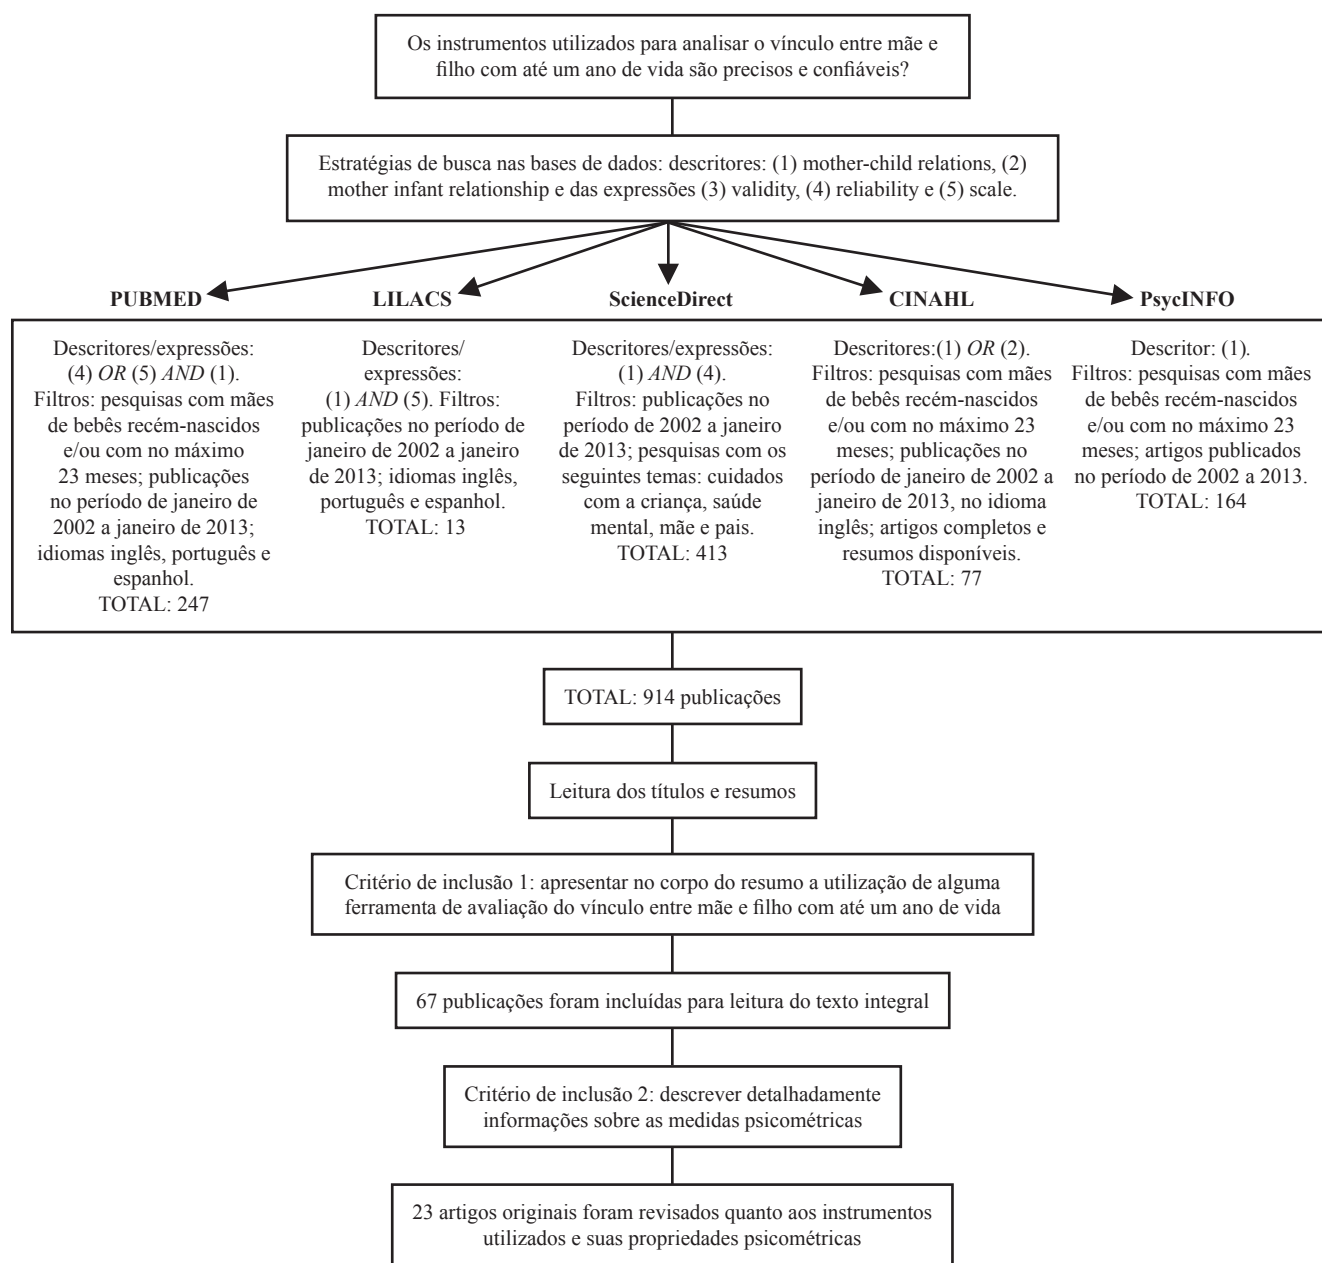 Os instrumentos utilizados para analisar o vínculo entre mãe e
filho com até um ano de vida são precisos e confiáveis?
Estratégias de busca nas bases de dados: descritores: (1) mother-child relations, (2)
mother infant relationship e das expressões (3) validity, (4) reliability e (5) scale.
PUBMED
LILACS
ScienceDirect
CINAHL
PsycINFO
Descritores/expressões:
(4) OR (5) AND (1).
Filtros: pesquisas com mães
de bebês recém-nascidos
e/ou com no máximo
23 meses; publicações
no período de janeiro de
2002 a janeiro de 2013;
idiomas inglês, português e
espanhol.
TOTAL: 247
Descritores/
expressões:
(1) AND (5). Filtros:
publicações no período de
janeiro de 2002 a janeiro
de 2013; idiomas inglês,
português e espanhol.
TOTAL: 13
Descritores/expressões:
(1) AND (4).
Filtros: publicações no
período de 2002 a janeiro
de 2013; pesquisas com os
seguintes temas: cuidados
com a criança, saúde
mental, mãe e pais.
TOTAL: 413
Descritores:(1) OR (2).
Filtros: pesquisas com mães
de bebês recém-nascidos
e/ou com no máximo 23
meses; publicações no
período de janeiro de 2002 a
janeiro de 2013, no idioma
inglês; artigos completos e
resumos disponíveis.
TOTAL: 77
Descritor: (1).
Filtros: pesquisas com mães
de bebês recém-nascidos
e/ou com no máximo 23
meses; artigos publicados
no período de 2002 a 2013.
TOTAL: 164
TOTAL: 914 publicações
Leitura dos títulos e resumos
Critério de inclusão 1: apresentar no corpo do resumo a utilização de alguma
ferramenta de avaliação do vínculo entre mãe e filho com até um ano de vida
67 publicações foram incluídas para leitura do texto integral
Critério de inclusão 2: descrever detalhadamente
informações sobre as medidas psicométricas
23 artigos originais foram revisados quanto aos instrumentos
utilizados e suas propriedades psicométricas